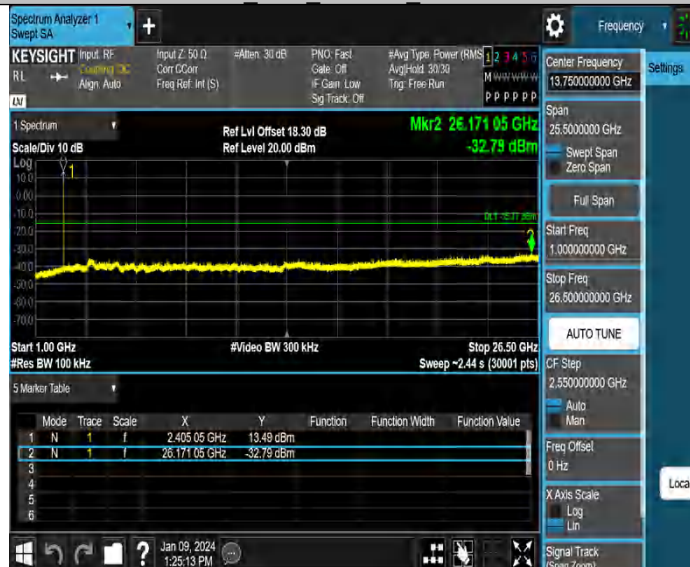 Spectrum Analyzer 1
Swept SA
Frequency
KEYSIGHT
RL
Input: RF
Coupling: DC
Align: Auto
Input Z: 50 Ω
Corr CCorr
Freq Ref: Int (S)
#Atten: 30 dB
PNO: Fast
Gate: Off
IF Gain: Low
Sig Track: Off
#Avg Type: Power (RMS
Avg|Hold: 30/30
Trig: Free Run
1 2 3 4 5 6
M W W W W W
P P P P P P
LXI
Settings
1 Spectrum
Scale/Div 10 dB
Ref Lvl Offset 18.30 dB
Ref Level 20.00 dBm
Mkr2 26.171 05 GHz
-32.79 dBm
Log
10.0
0.00
-10.0
-20.0
-30.0
-40.0
-50.0
-60.0
-70.0
1
2
Start 1.00 GHz
#Res BW 100 kHz
#Video BW 300 kHz
Stop 26.50 GHz
Sweep ~2.44 s (30001 pts)
5 Marker Table
Mode Trace Scale X Y Function Function Width Function Value
1 N 1 f 2.405 05 GHz 13.49 dBm
2 N 1 f 26.171 05 GHz -32.79 dBm
3
4
5
6
Jan 09, 2024
1:25:13 PM
Center Frequency
13.750000000 GHz
Span
25.5000000 GHz
Swept Span
Zero Span
Full Span
Start Freq
1.000000000 GHz
Stop Freq
26.500000000 GHz
AUTO TUNE
CF Step
2.550000000 GHz
Auto
Man
Freq Offset
0 Hz
X Axis Scale
Log
Lin
Signal Track
(Span Zoom)
Loca